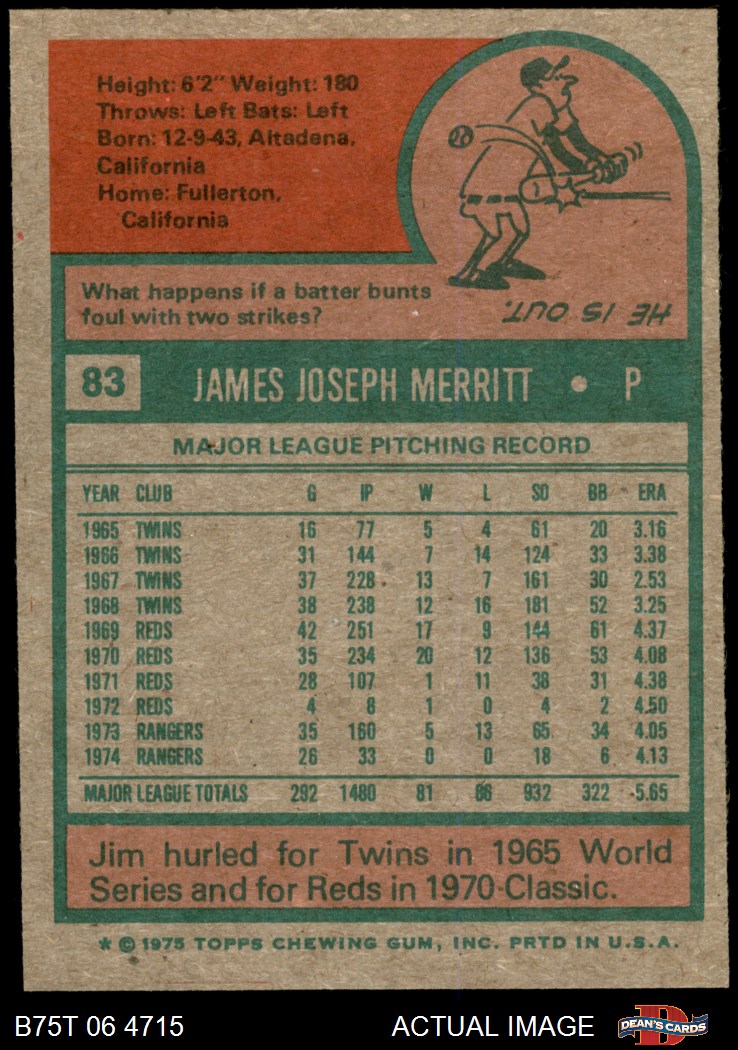 Height: 6'2" Weight: 180
Throws: Left Bats: Left
Born: 12-9-43, Altadena,
California
Home: Fullerton,
California
What happens if a batter bunts
foul with two strikes?
HE IS OUT.
83 JAMES JOSEPH MERRITT • P
MAJOR LEAGUE PITCHING RECORD
YEAR CLUB G IP W L SO BB ERA
1965 TWINS 16 77 5 4 61 20 3.16
1966 TWINS 31 144 7 14 124 33 3.38
1967 TWINS 37 228 13 7 161 30 2.53
1968 TWINS 38 238 12 16 181 52 3.25
1969 REDS 42 251 17 9 144 61 4.37
1970 REDS 35 234 20 12 136 53 4.08
1971 REDS 28 107 1 11 38 31 4.38
1972 REDS 4 8 1 0 4 2 4.50
1973 RANGERS 35 160 5 13 65 34 4.05
1974 RANGERS 26 33 0 0 18 6 4.13
MAJOR LEAGUE TOTALS 292 1480 81 86 932 322 5.65
Jim hurled for Twins in 1965 World
Series and for Reds in 1970 Classic.
* © 1975 TOPPS CHEWING GUM, INC. PRTD IN U.S.A.
B75T 06 4715 ACTUAL IMAGE DEAN'S CARDS